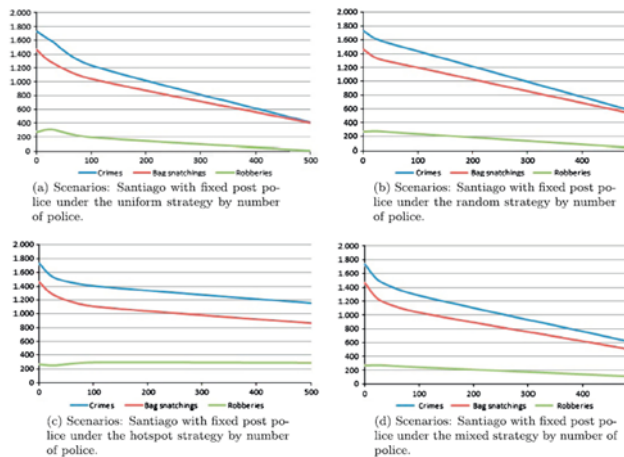 2.000
1.800
1.600
1.400
1.200
1.000
800
600
400
200
0
0 100 200 300 400 500
Crimes Bag snatchings Robberies
(a) Scenarios: Santiago with fixed post po-
lice under the uniform strategy by number
of police.
2.000
1.800
1.600
1.400
1.200
1.000
800
600
400
200
0
0 100 200 300 400
Crimes Bag snatchings Robberies
(b) Scenarios: Santiago with fixed post
police under the random strategy by num-
ber of police.
2.000
1.800
1.600
1.400
1.200
1.000
800
600
400
200
0
0 100 200 300 400 500
Crimes Bag snatchings Robberies
(c) Scenarios: Santiago with fixed post po-
lice under the hotspot strategy by number
of police.
2.000
1.800
1.600
1.400
1.200
1.000
800
600
400
200
0
0 100 200 300 400
Crimes Bag snatchings Robberies
(d) Scenarios: Santiago with fixed post
police under the mixed strategy by number of
police.